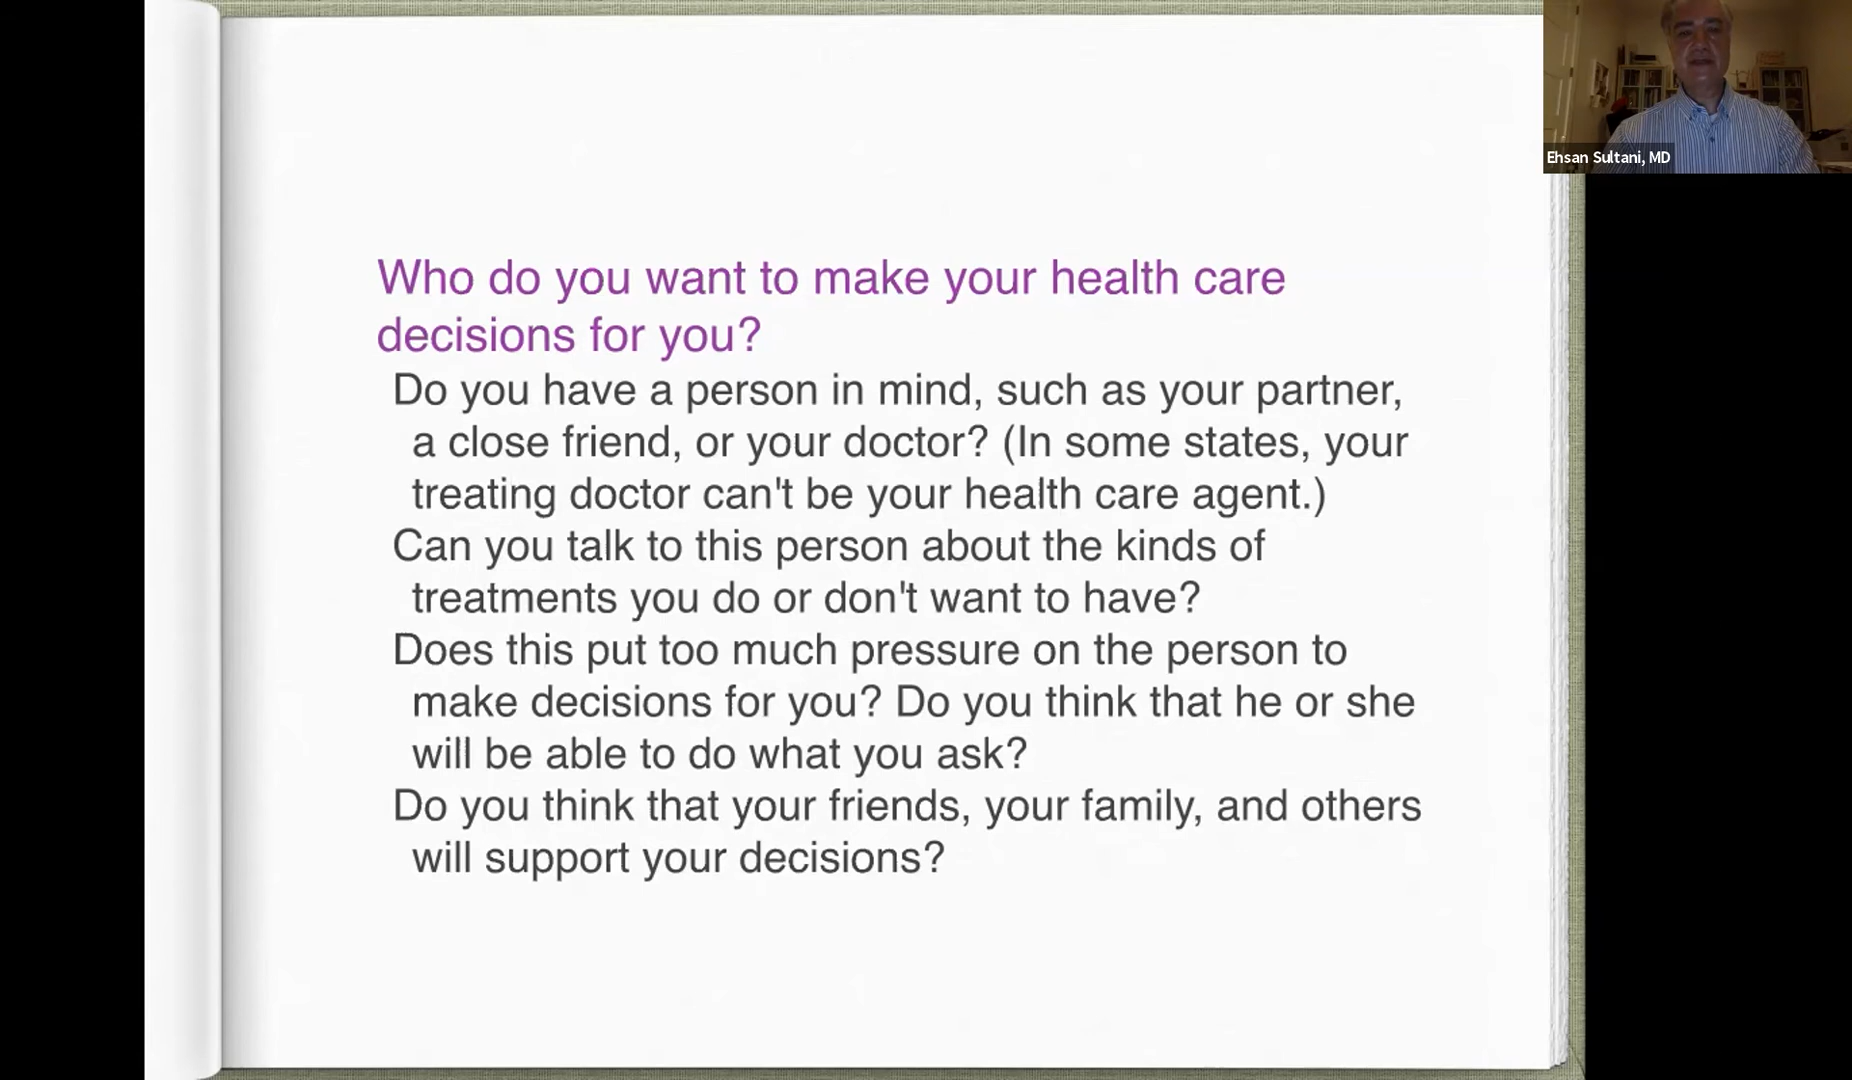 Who do you want to make your health care
decisions for you?
Do you have a person in mind, such as your partner,
a close friend, or your doctor? (In some states, your
treating doctor can't be your health care agent.)
Can you talk to this person about the kinds of
treatments you do or don't want to have?
Does this put too much pressure on the person to
make decisions for you? Do you think that he or she
will be able to do what you ask?
Do you think that your friends, your family, and others
will support your decisions?
Ehsan Sultani, MD